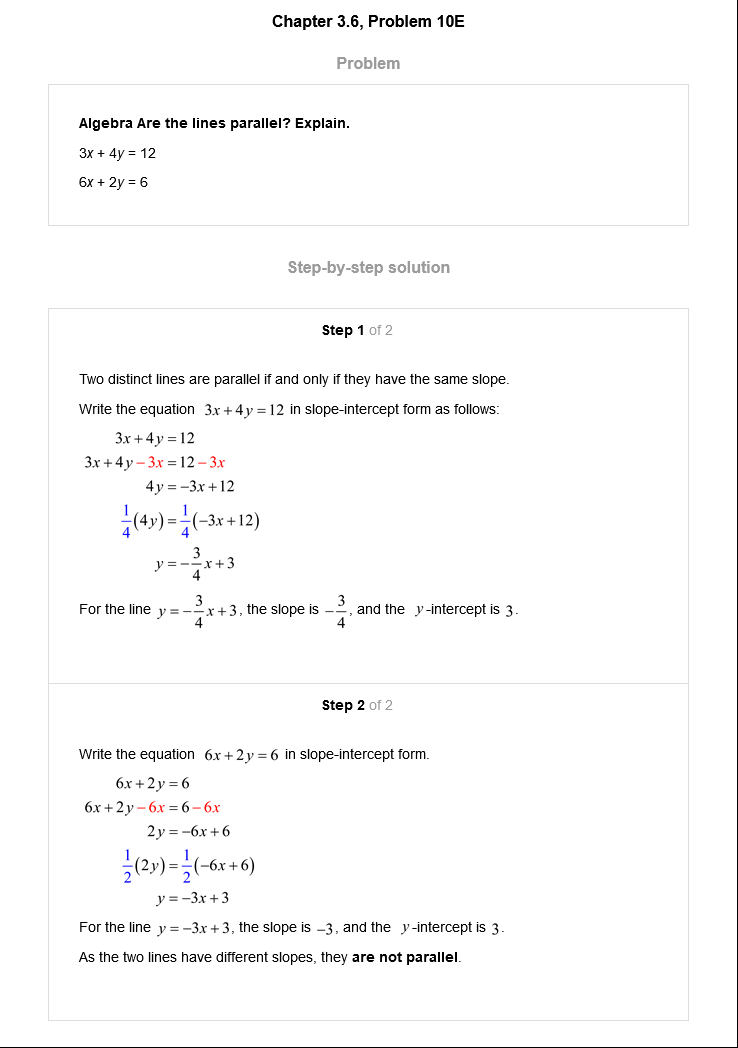 Chapter 3.6, Problem 10E
Problem
Algebra Are the lines parallel? Explain.
3x + 4y = 12
6x + 2y = 6
Step-by-step solution
Step 1 of 2
Two distinct lines are parallel if and only if they have the same slope.
Write the equation 3x + 4y = 12 in slope-intercept form as follows:
3x + 4y = 12
3x + 4y − 3x = 12 − 3x
4y = −3x + 12
1/4 (4y) = 1/4 (−3x + 12)
y = −3/4 x + 3
For the line y = −3/4 x + 3, the slope is −3/4, and the y-intercept is 3.
Step 2 of 2
Write the equation 6x + 2y = 6 in slope-intercept form.
6x + 2y = 6
6x + 2y − 6x = 6 − 6x
2y = −6x + 6
1/2 (2y) = 1/2 (−6x + 6)
y = −3x + 3
For the line y = −3x + 3, the slope is −3, and the y-intercept is 3.
As the two lines have different slopes, they are not parallel.